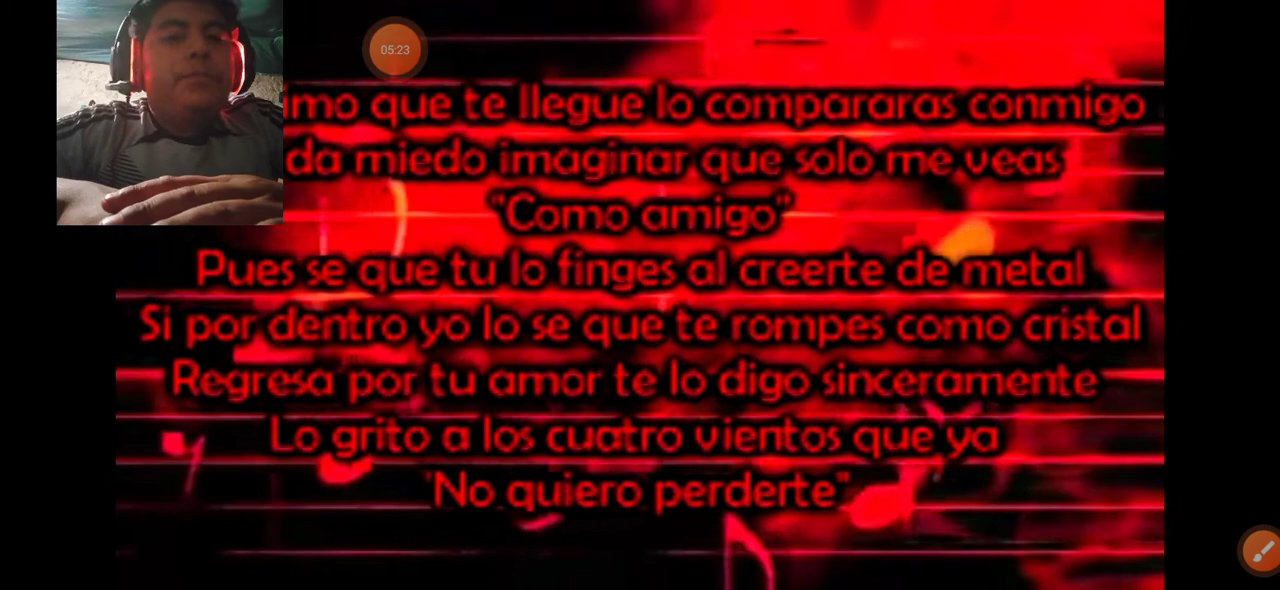 05:23
mo que te llegue lo compararas conmigo
da miedo imaginar que solo me veas
"Como amigo"
Pues se que tu lo finges al creerte de metal
Si por dentro yo lo se que te rompes como cristal
Regresa por tu amor te lo digo sinceramente
Lo grito a los cuatro vientos que ya
"No quiero perderte"